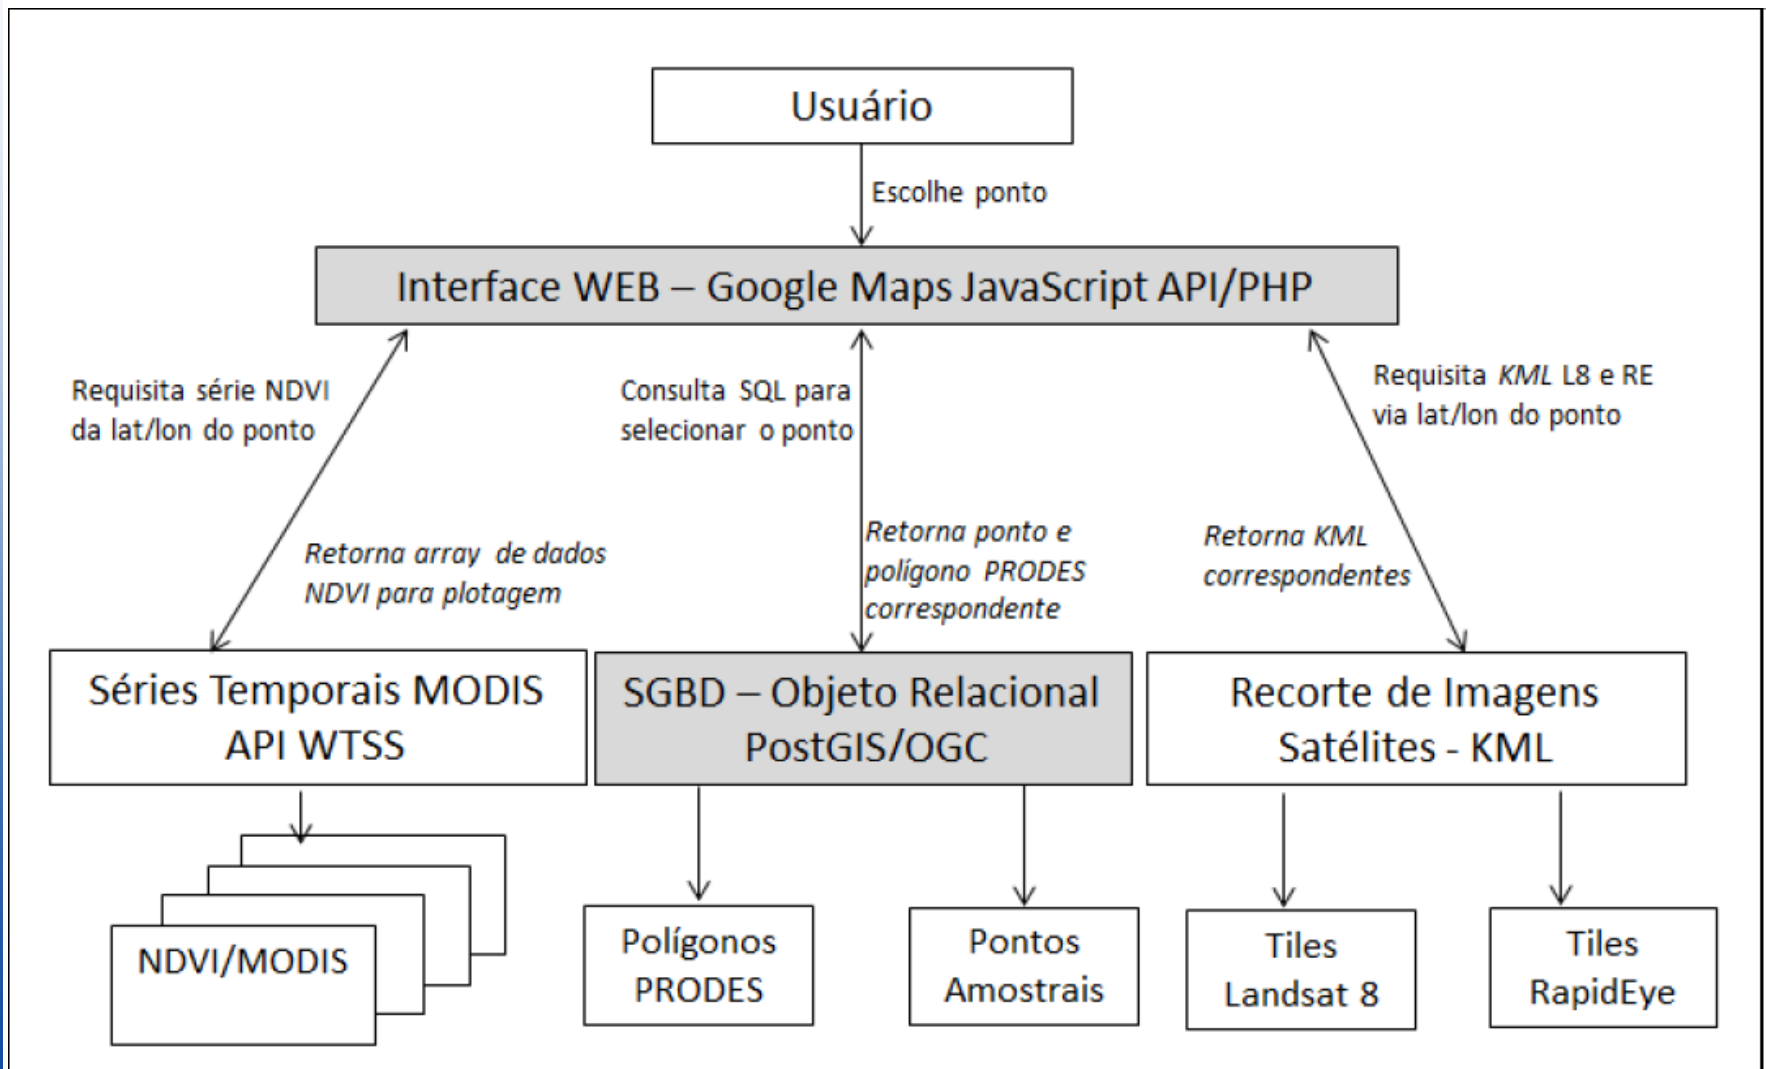 Usuário
Escolhe ponto
Interface WEB – Google Maps JavaScript API/PHP
Requisita série NDVI
da lat/lon do ponto
Consulta SQL para
selecionar o ponto
Requisita KML L8 e RE
via lat/lon do ponto
Retorna array de dados
NDVI para plotagem
Retorna ponto e
polígono PRODES
correspondente
Retorna KML
correspondentes
Séries Temporais MODIS
API WTSS
SGBD – Objeto Relacional
PostGIS/OGC
Recorte de Imagens
Satélites - KML
NDVI/MODIS
Polígonos
PRODES
Pontos
Amostrais
Tiles
Landsat 8
Tiles
RapidEye